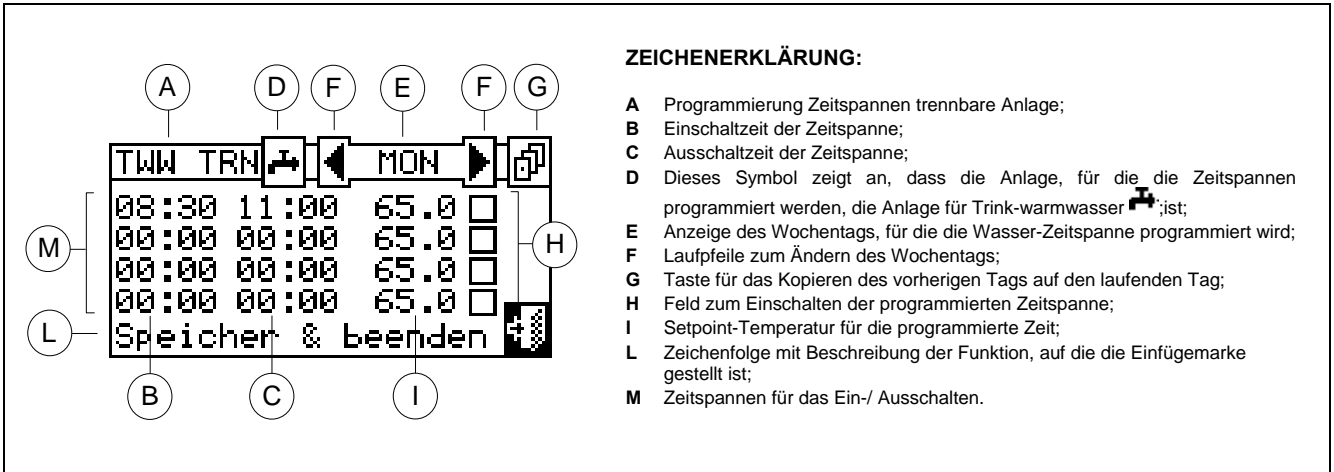 ZEICHENERKLÄRUNG:
A D F E F G
TWW TRN MON
08:30 11:00 65.0
00:00 00:00 65.0
00:00 00:00 65.0
00:00 00:00 65.0
Speicher & beenden
M
H
L
B C I
A Programmierung Zeitspannen trennbare Anlage;
B Einschaltzeit der Zeitspanne;
C Ausschaltzeit der Zeitspanne;
D Dieses Symbol zeigt an, dass die Anlage, für die die Zeitspannen
programmiert werden, die Anlage für Trink-warmwasser ;ist;
E Anzeige des Wochentags, für die die Wasser-Zeitspanne programmiert wird;
F Laufpfeile zum Ändern des Wochentags;
G Taste für das Kopieren des vorherigen Tags auf den laufenden Tag;
H Feld zum Einschalten der programmierten Zeitspanne;
I Setpoint-Temperatur für die programmierte Zeit;
L Zeichenfolge mit Beschreibung der Funktion, auf die die Einfügemarke
gestellt ist;
M Zeitspannen für das Ein-/ Ausschalten.